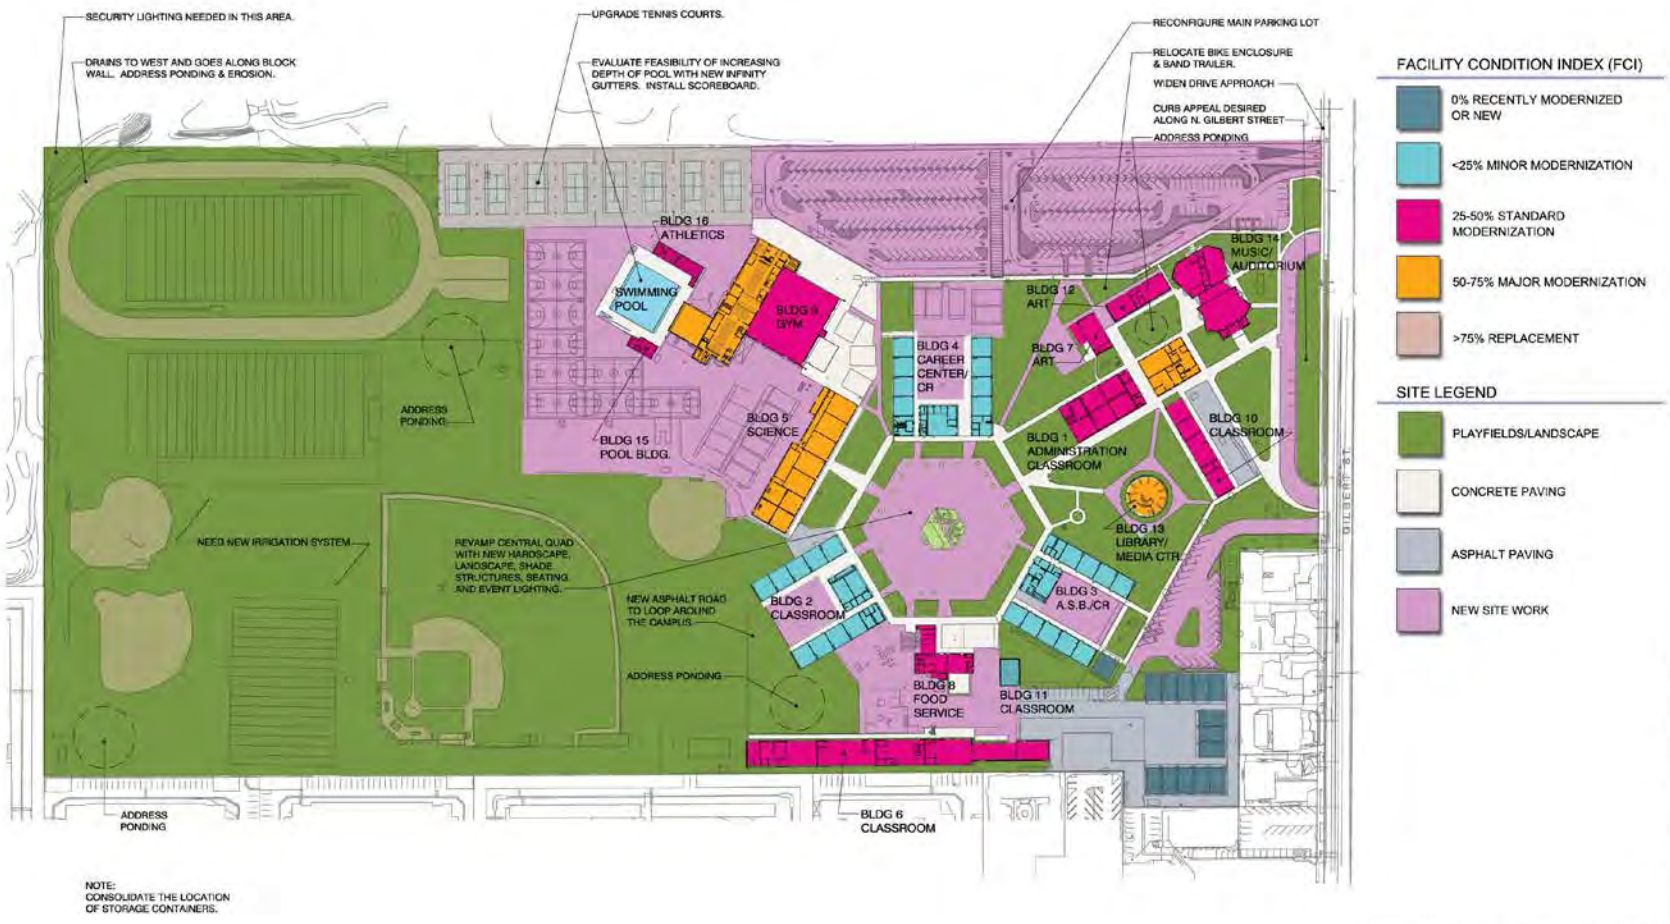 SECURITY LIGHTING NEEDED IN THIS AREA.
DRAINS TO WEST AND GOES ALONG BLOCK
WALL. ADDRESS PONDING & EROSION.
UPGRADE TENNIS COURTS.
EVALUATE FEASIBILITY OF INCREASING
DEPTH OF POOL WITH NEW INFINITY
GUTTERS. INSTALL SCOREBOARD.
RECONFIGURE MAIN PARKING LOT
RELOCATE BIKE ENCLOSURE
& BAND TRAILER.
WIDEN DRIVE APPROACH
CURB APPEAL DESIRED
ALONG N. GILBERT STREET
ADDRESS PONDING
BLDG 16
ATHLETICS
SWIMMING
POOL
BLDG 9
GYM
BLDG 14
MUSIC/
AUDITORIUM
BLDG 12
ART
BLDG 7
ART
BLDG 4
CAREER
CENTER/
CR
ADDRESS
PONDING
BLDG 5
SCIENCE
BLDG 15
POOL BLDG.
BLDG 1
ADMINISTRATION
CLASSROOM
BLDG 10
CLASSROOM
GILBERT ST.
BLDG 13
LIBRARY/
MEDIA CTR
NEED NEW IRRIGATION SYSTEM
REVAMP CENTRAL QUAD
WITH NEW HARDSCAPE,
LANDSCAPE, SHADE
STRUCTURES, SEATING,
AND EVENT LIGHTING.
NEW ASPHALT ROAD
TO LOOP AROUND
THE CAMPUS.
BLDG 2
CLASSROOM
BLDG 3
A.S.B./CR
ADDRESS PONDING
BLDG 8
FOOD
SERVICE
BLDG 11
CLASSROOM
ADDRESS
PONDING
BLDG 6
CLASSROOM
NOTE:
CONSOLIDATE THE LOCATION
OF STORAGE CONTAINERS.
FACILITY CONDITION INDEX (FCI)
0% RECENTLY MODERNIZED
OR NEW
<25% MINOR MODERNIZATION
25-50% STANDARD
MODERNIZATION
50-75% MAJOR MODERNIZATION
>75% REPLACEMENT
SITE LEGEND
PLAYFIELDS/LANDSCAPE
CONCRETE PAVING
ASPHALT PAVING
NEW SITE WORK